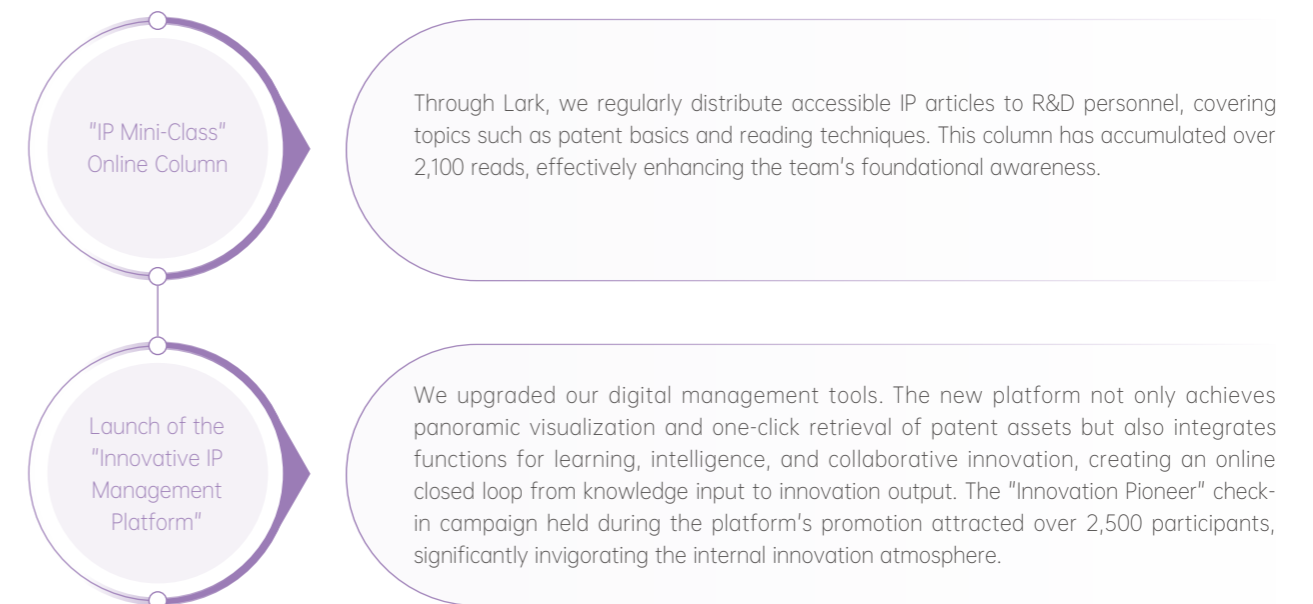 "IP Mini-Class"
Online Column
Through Lark, we regularly distribute accessible IP articles to R&D personnel, covering
topics such as patent basics and reading techniques. This column has accumulated over
2,100 reads, effectively enhancing the team's foundational awareness.
Launch of the
"Innovative IP
Management
Platform"
We upgraded our digital management tools. The new platform not only achieves
panoramic visualization and one-click retrieval of patent assets but also integrates
functions for learning, intelligence, and collaborative innovation, creating an online
closed loop from knowledge input to innovation output. The "Innovation Pioneer" check-
in campaign held during the platform's promotion attracted over 2,500 participants,
significantly invigorating the internal innovation atmosphere.